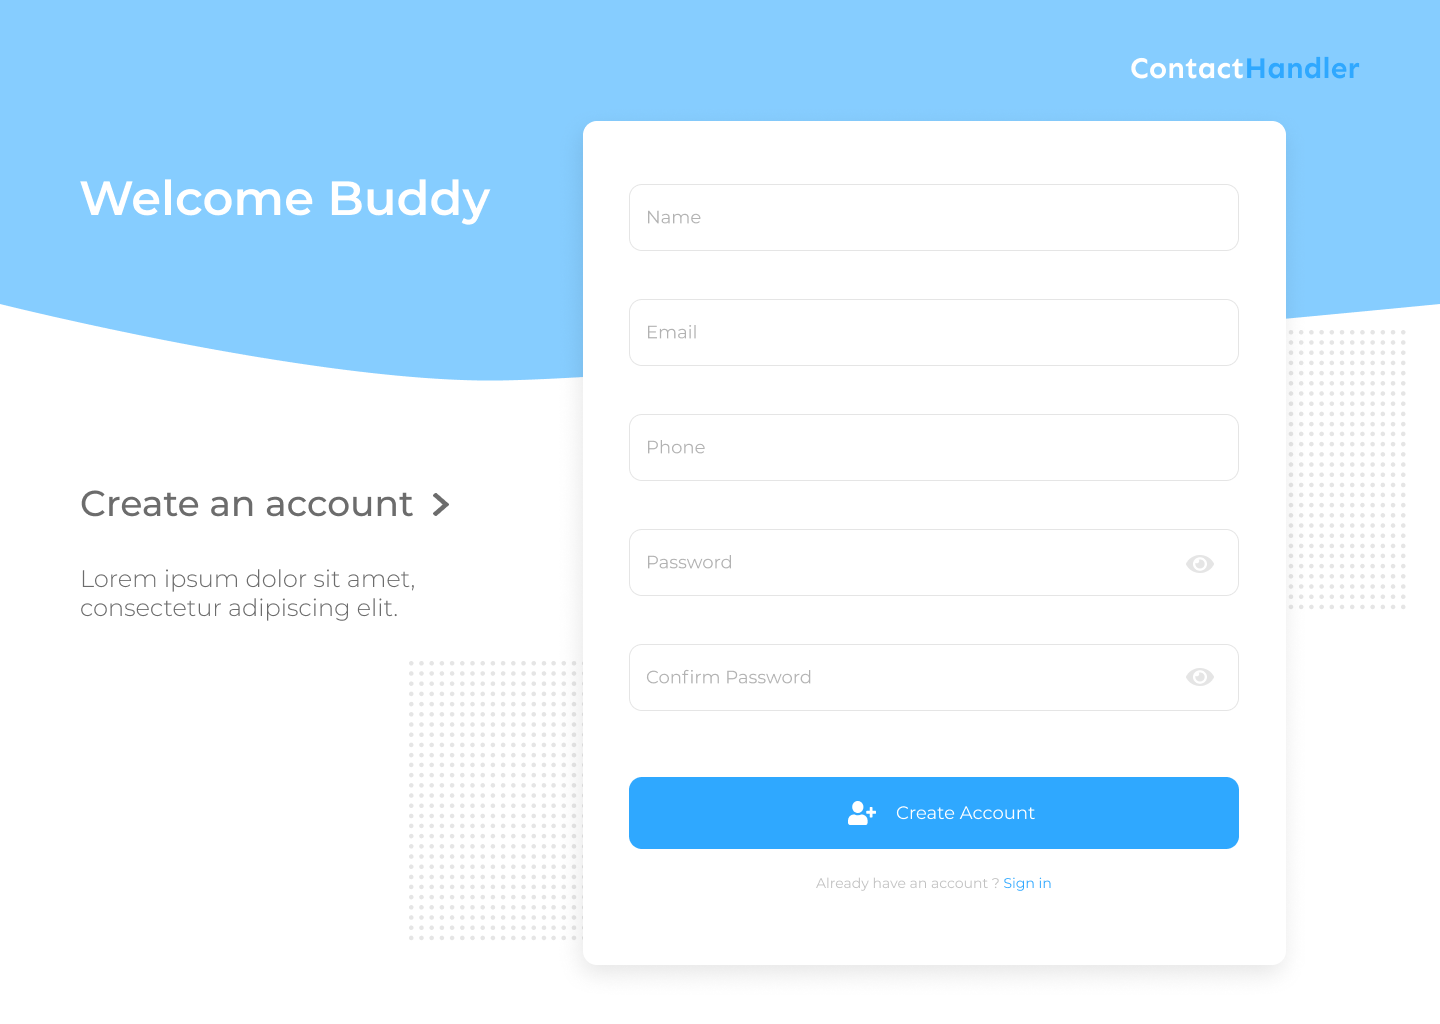 ContactHandler
Welcome Buddy
Create an account
Lorem ipsum dolor sit amet,
consectetur adipiscing elit.
Name
Email
Phone
Password
Confirm Password
Create Account
Already have an account ? Sign in